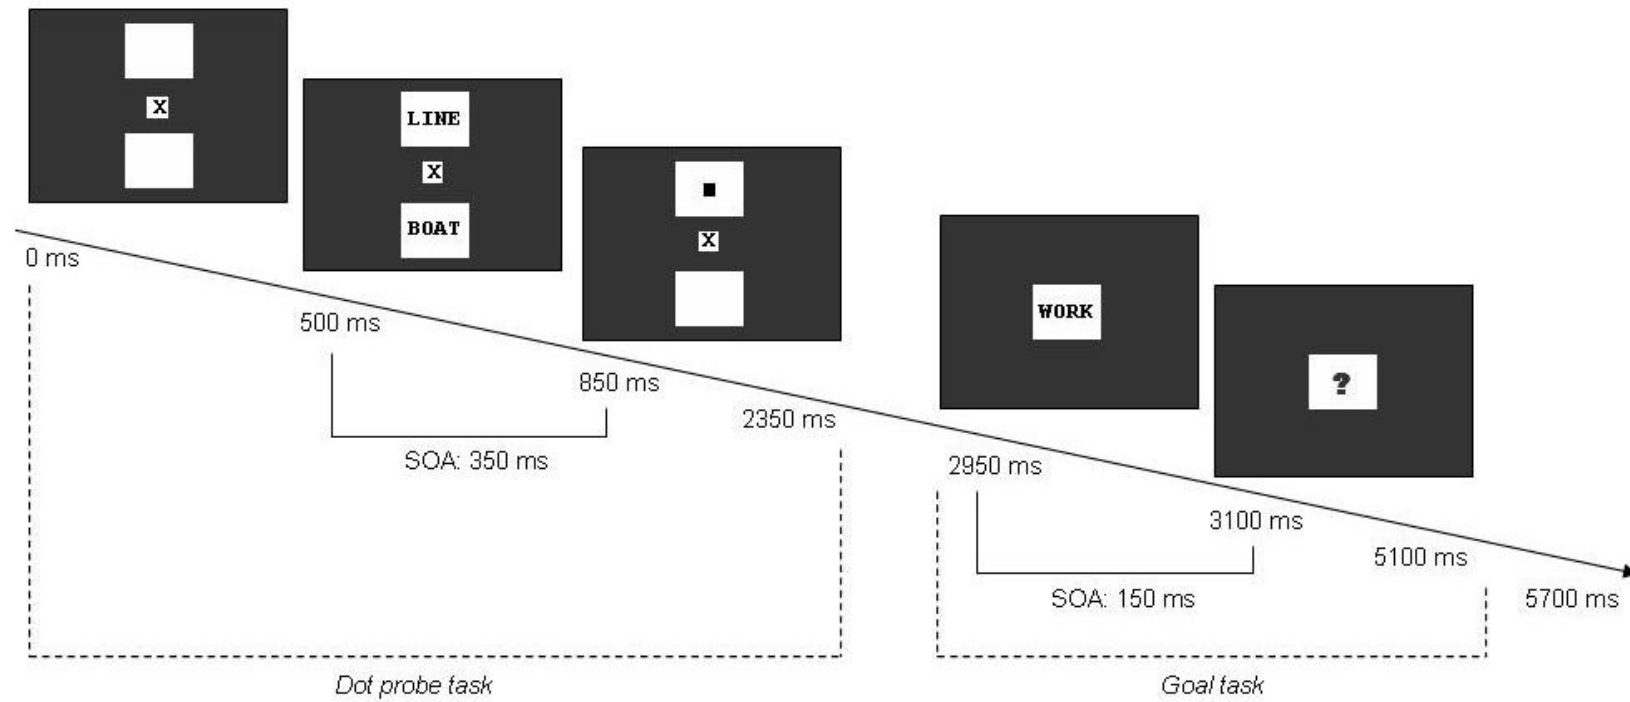 X
LINE
X
BOAT
X
WORK
?
0 ms
500 ms
850 ms
2350 ms
SOA: 350 ms
2950 ms
3100 ms
5100 ms
SOA: 150 ms
5700 ms
Dot probe task
Goal task